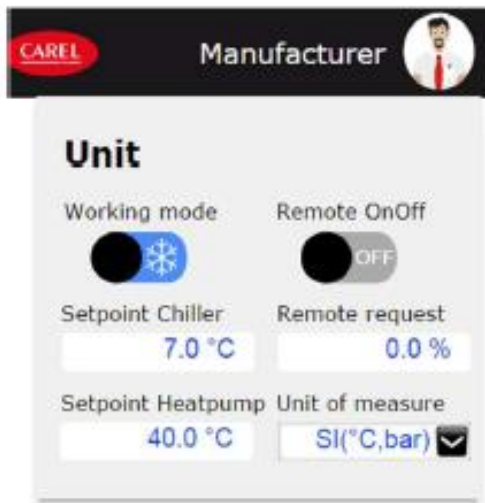 CAREL
Manufacturer
Unit
Working mode
Remote OnOff
OFF
Setpoint Chiller
Remote request
7.0 °C
0.0 %
Setpoint Heatpump
Unit of measure
40.0 °C
SI(°C,bar)